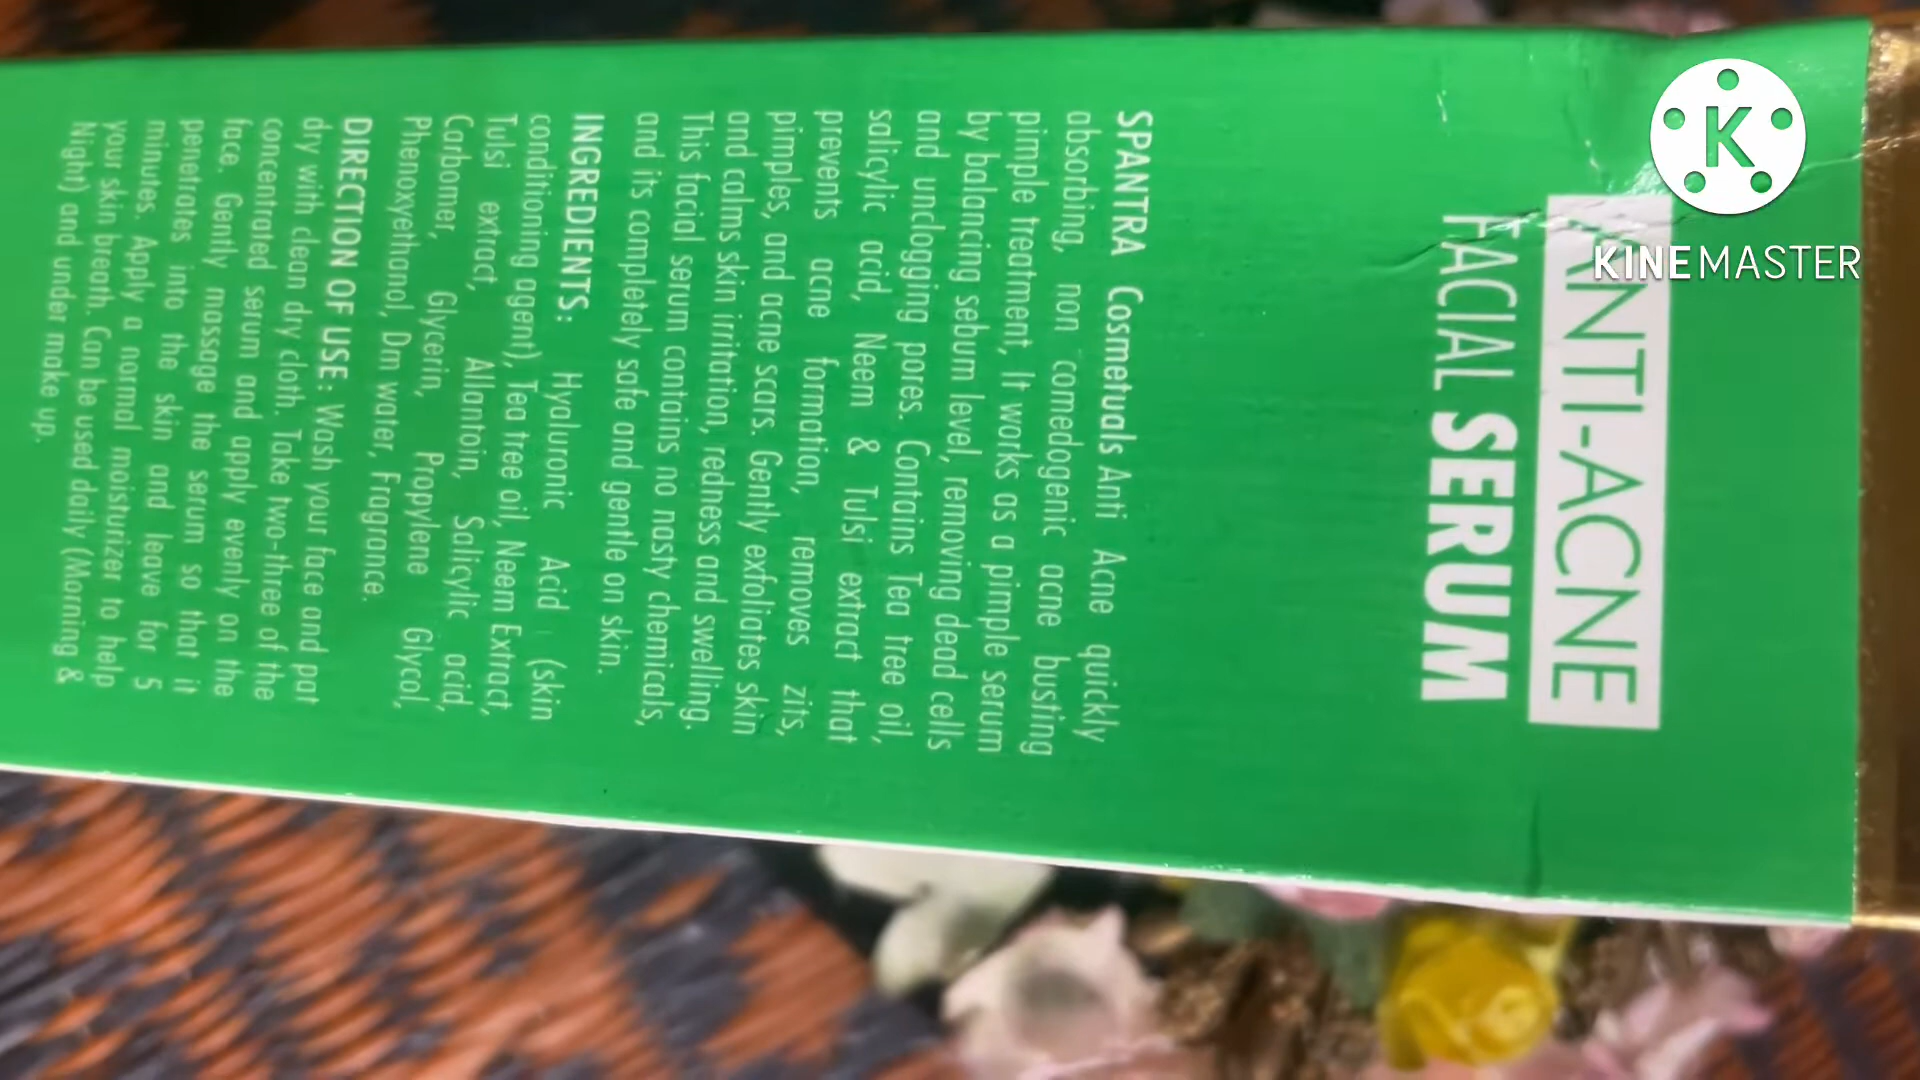 ANTI-ACNE
FACIAL SERUM
SPANTRA Cosmetuals Anti Acne quickly
absorbing, non comedogenic acne busting
pimple treatment, It works as a pimple serum
by balancing sebum level, removing dead cells
and unclogging pores. Contains Tea tree oil,
salicylic acid, Neem & Tulsi extract that
prevents acne formation, removes zits,
pimples, and acne scars. Gently exfoliates skin
and calms skin irritation, redness and swelling.
This facial serum contains no nasty chemicals,
and its completely safe and gentle on skin.
INGREDIENTS: Hyaluronic Acid (skin
conditioning agent), Tea tree oil, Neem Extract,
Tulsi extract, Allantoin, Salicylic acid,
Carbomer, Glycerin, Propylene Glycol,
Phenoxyethanol, Dm water, Fragrance.
DIRECTION OF USE: Wash your face and pat
dry with clean dry cloth. Take two-three of the
concentrated serum and apply evenly on the
face. Gently massage the serum so that it
penetrates into the skin and leave for 5
minutes. Apply a normal moisturizer to help
your skin breath. Can be used daily (Morning &
Night) and under make up.
K
KINEMASTER